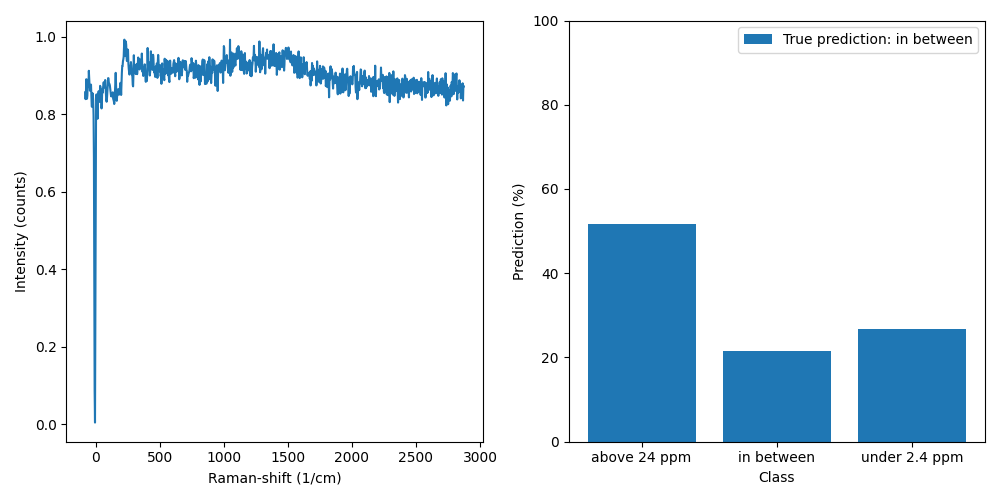 1.0
0.8
0.6
0.4
0.2
0.0
Intensity (counts)
0 500 1000 1500 2000 2500 3000
Raman-shift (1/cm)
100
80
60
40
20
0
Prediction (%)
True prediction: in between
above 24 ppm in between under 2.4 ppm
Class